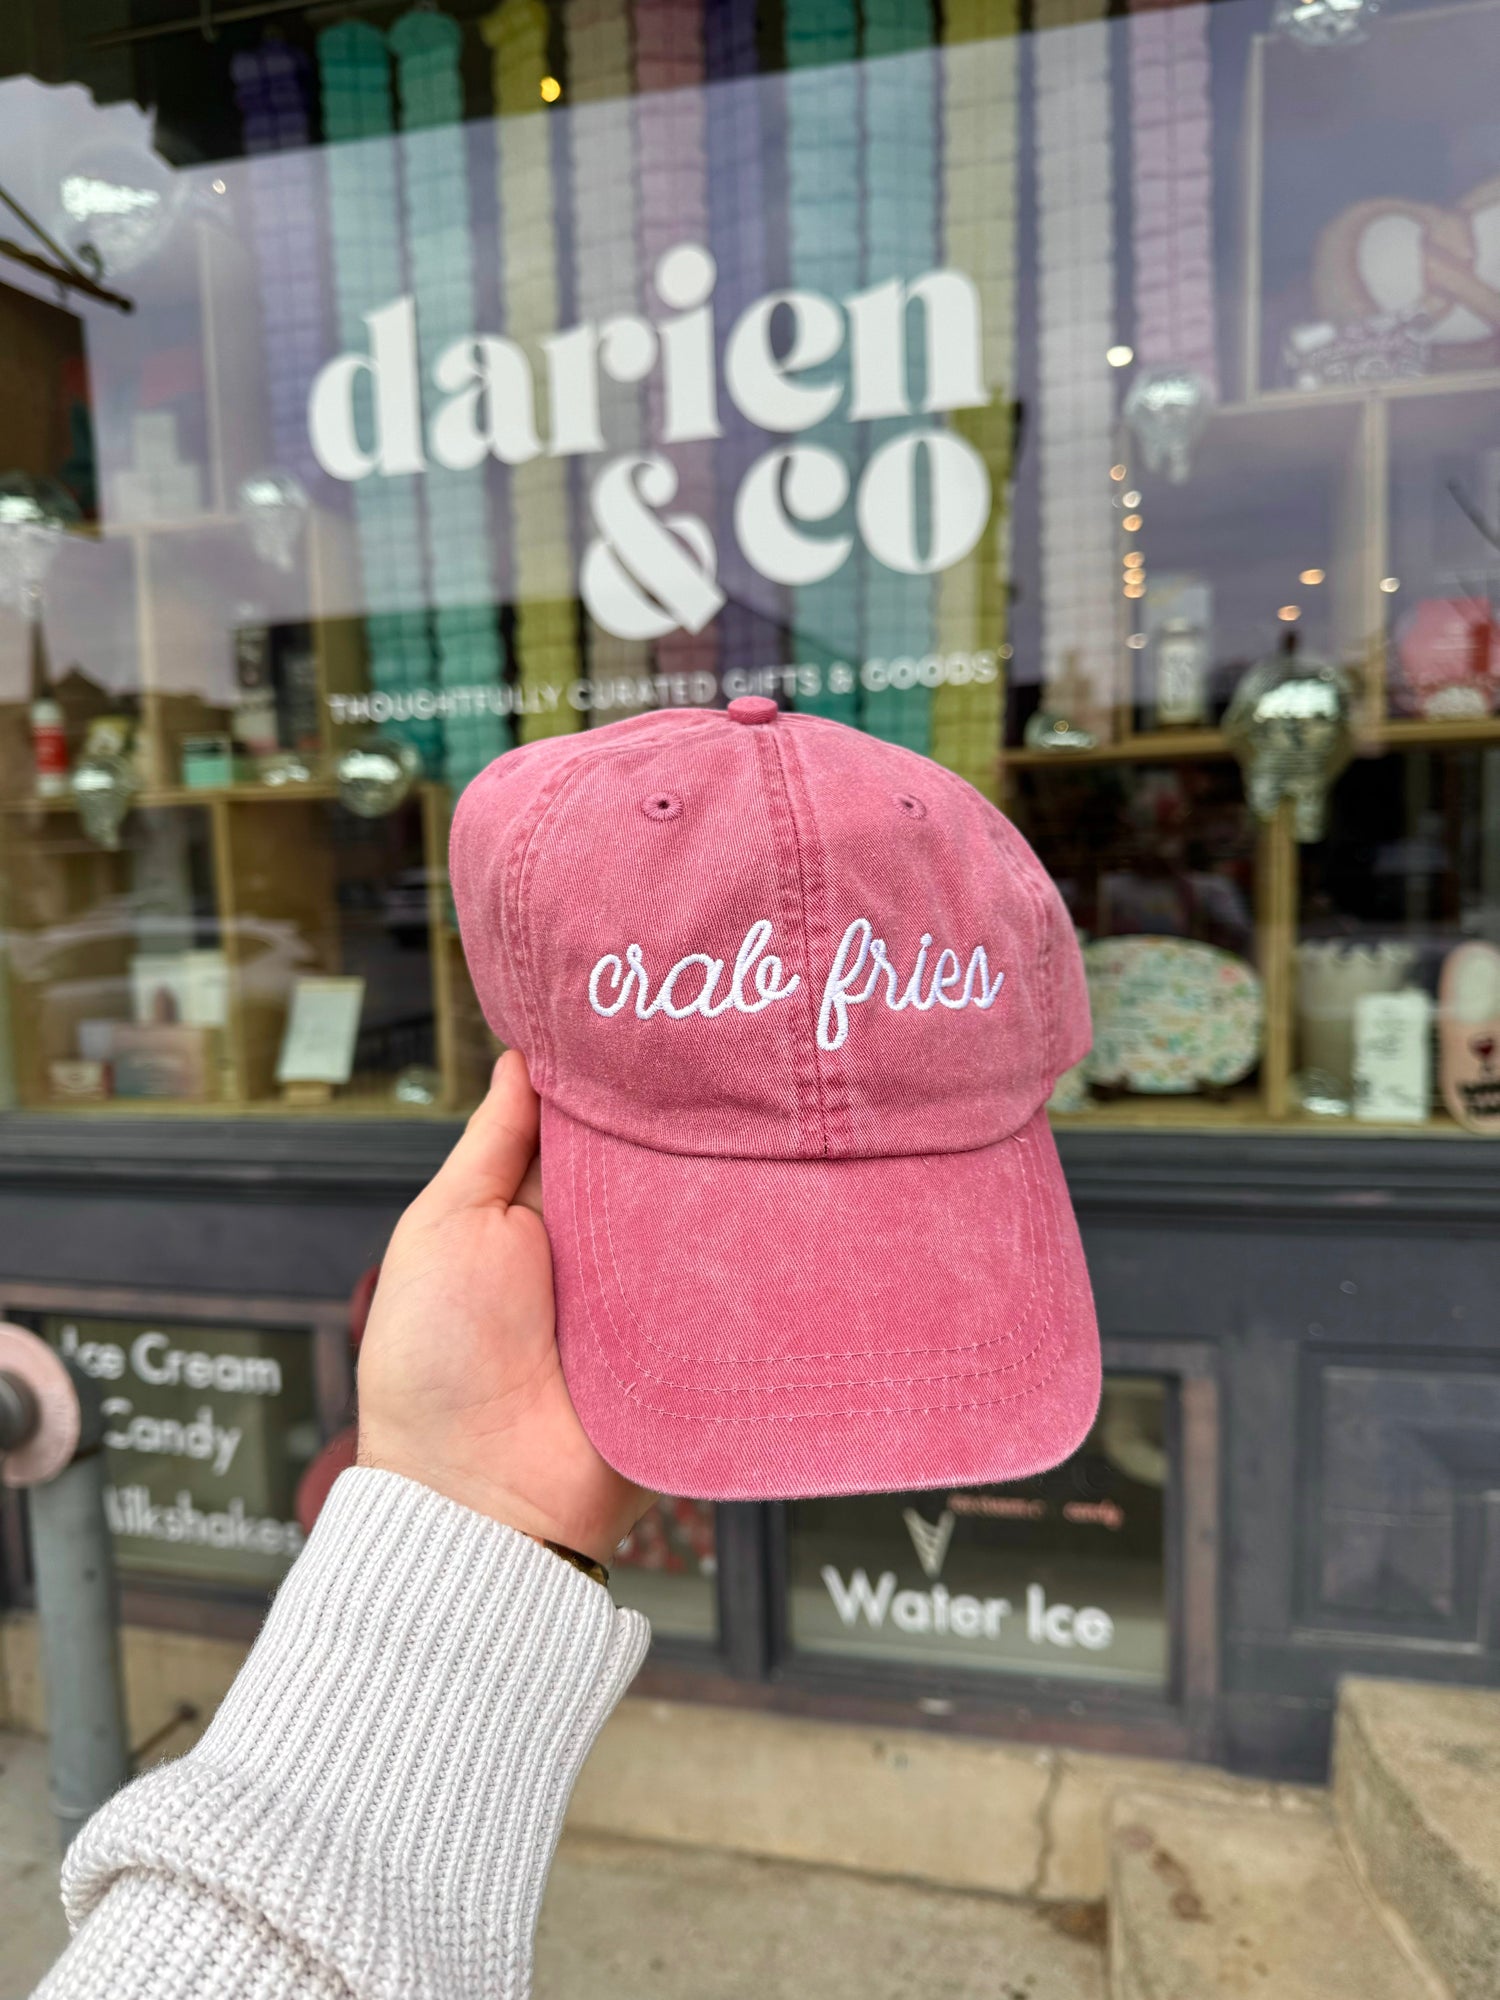 darien
& co
THOUGHTFULLY CURATED GIFTS & GOODS
crab fries
Ice Cream
Candy
Milkshakes
Water Ice